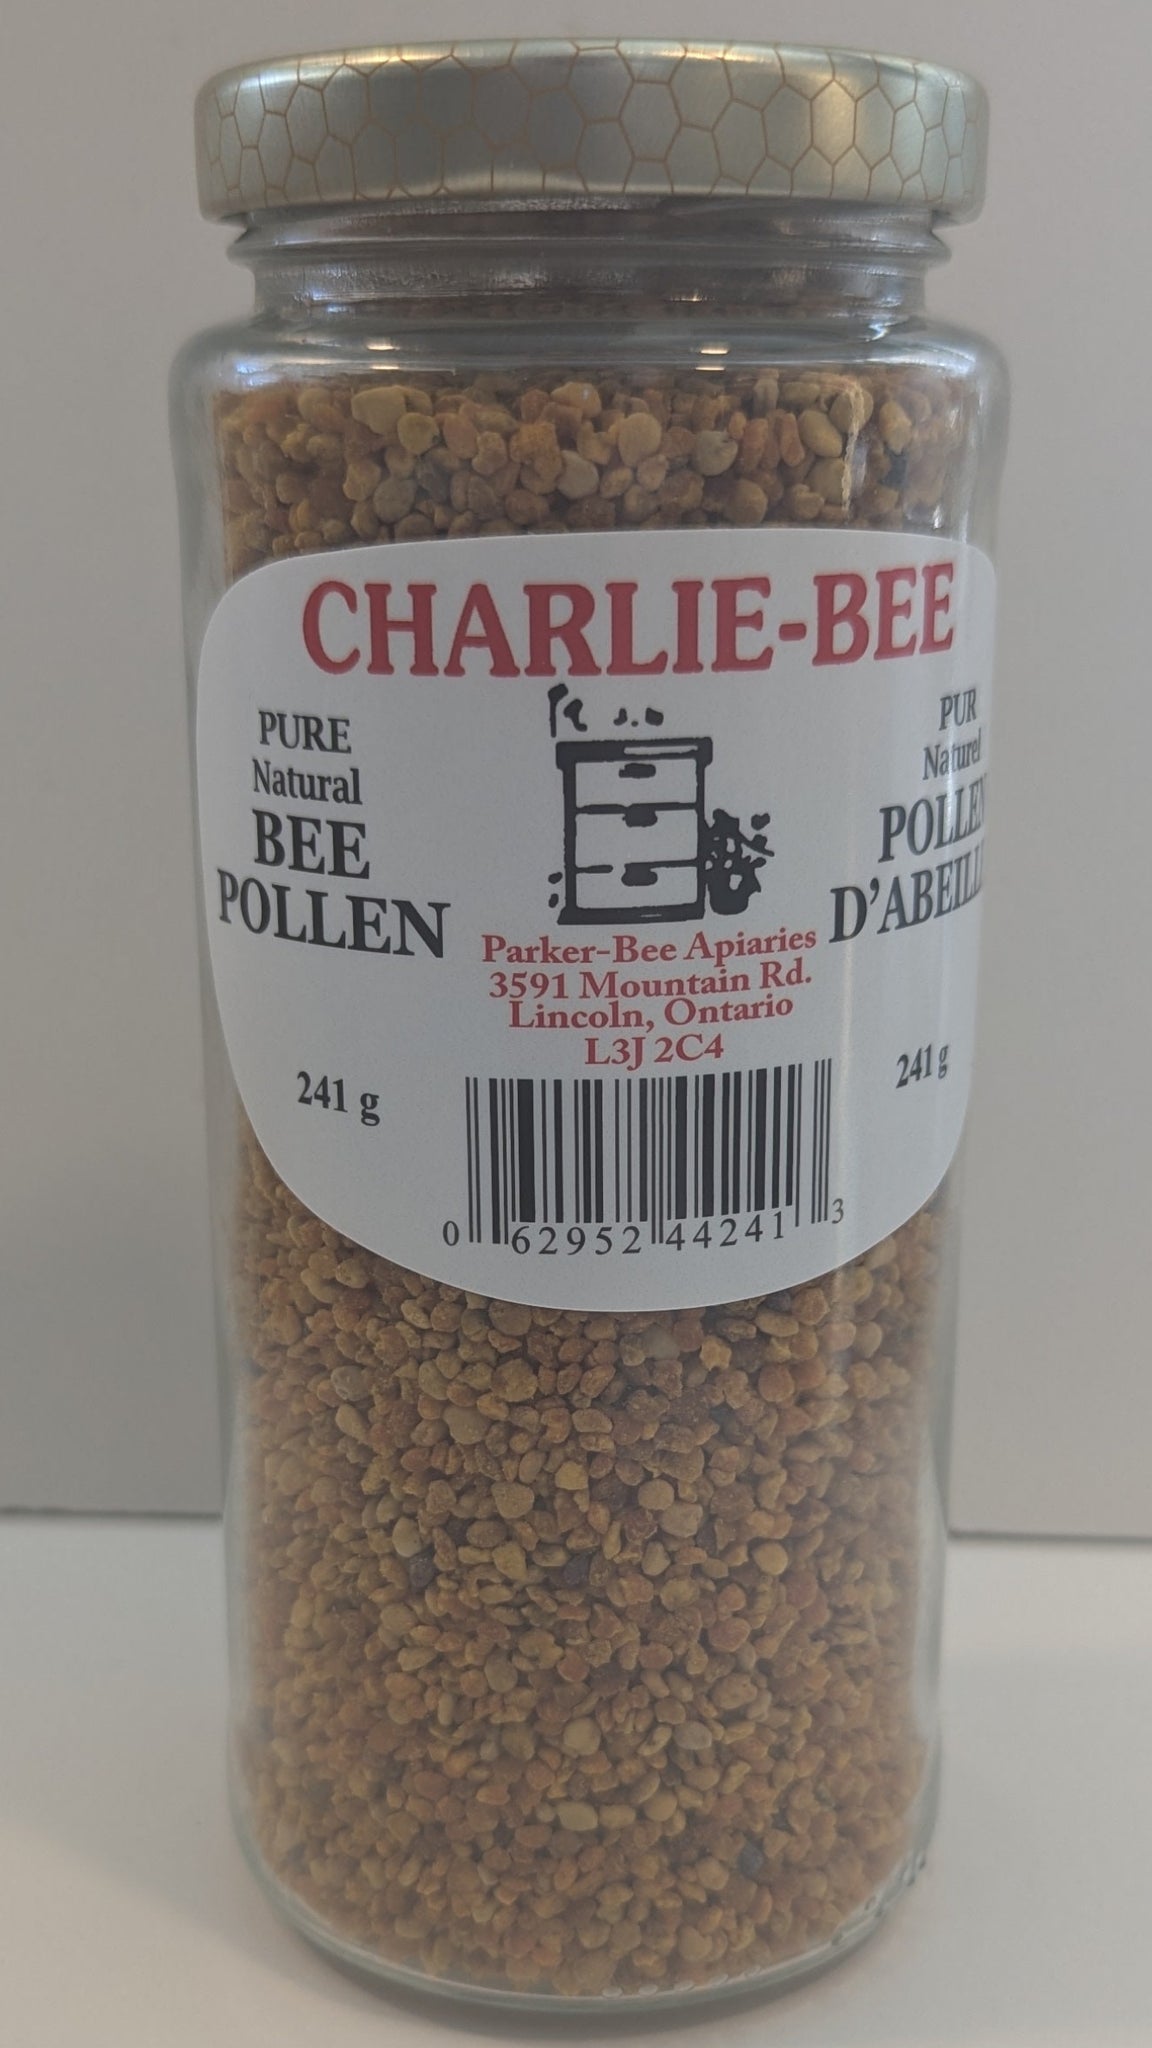 CHARLIE-BEE
PURE
Natural
BEE
POLLEN
241 g
Parker-Bee Apiaries
3591 Mountain Rd.
Lincoln, Ontario
L3J 2C4
0 62952 44241 3
PUR
Naturel
POLLEN
241 g